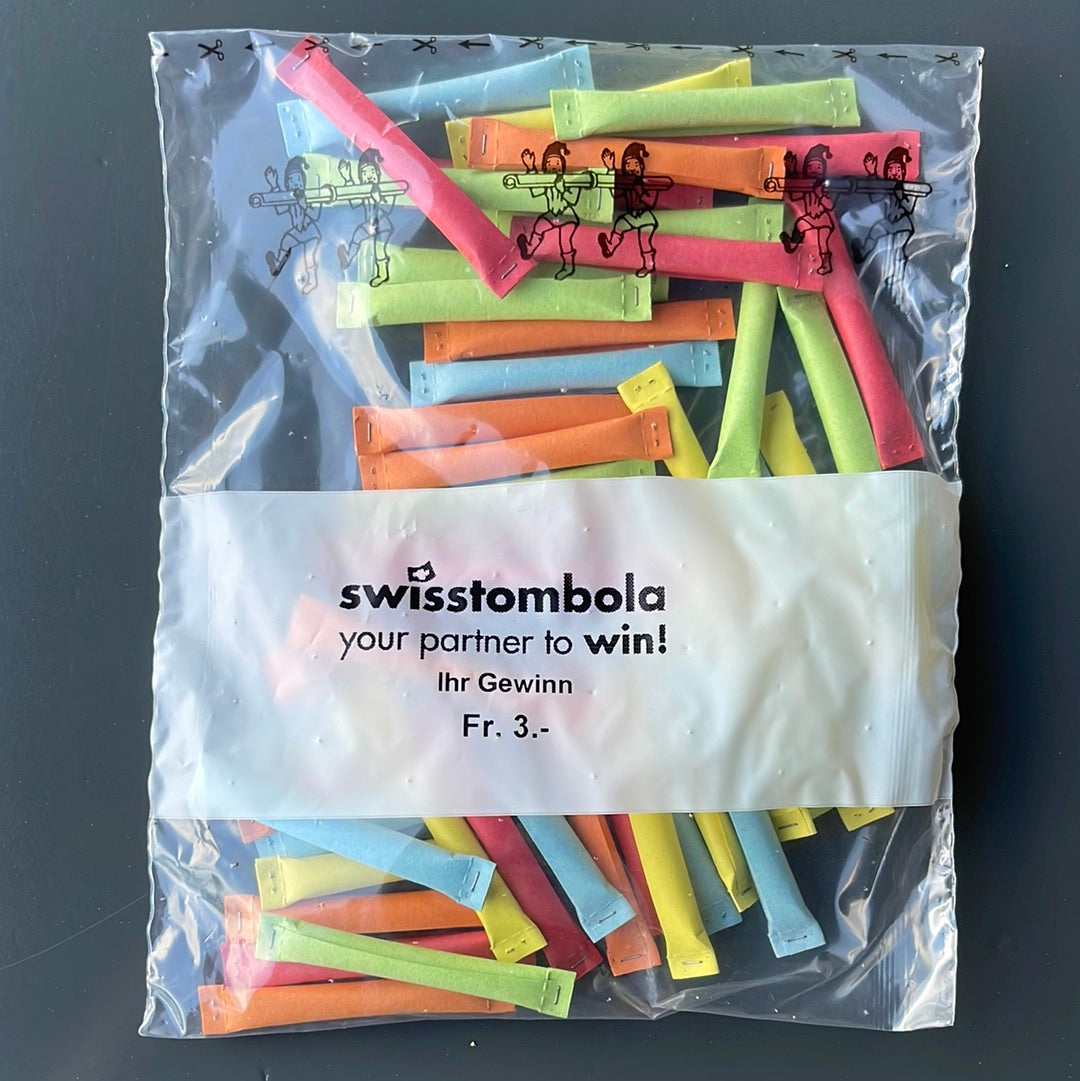 swisstombola
your partner to win!
Ihr Gewinn
Fr. 3.-